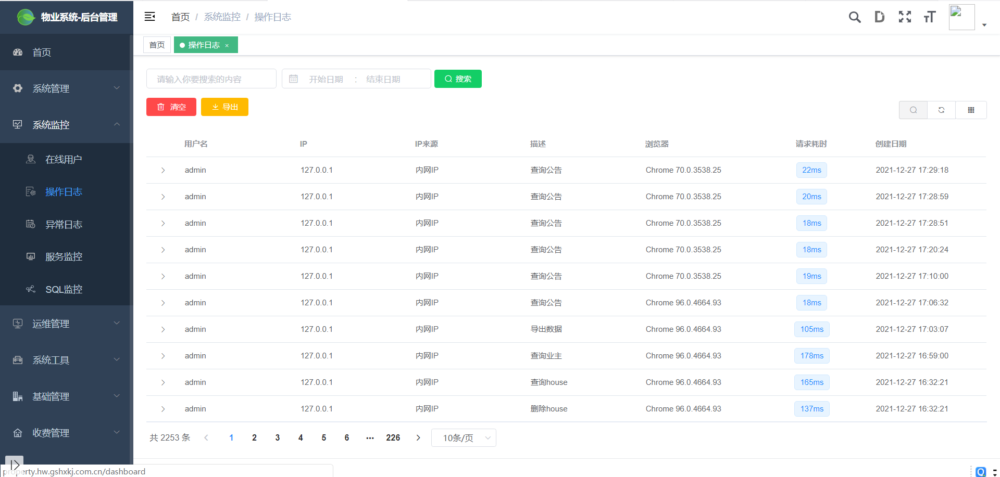 物业系统-后台管理
首页 / 系统监控 / 操作日志
首页
操作日志 ×
首页
系统管理
系统监控
在线用户
操作日志
异常日志
服务监控
SQL监控
运维管理
系统工具
基础管理
收费管理
请输入你要搜索的内容
开始日期 : 结束日期
搜索
清空
导出
用户名 IP IP来源 描述 浏览器 请求耗时 创建日期
admin 127.0.0.1 内网IP 查询公告 Chrome 70.0.3538.25 22ms 2021-12-27 17:29:18
admin 127.0.0.1 内网IP 查询公告 Chrome 70.0.3538.25 20ms 2021-12-27 17:28:59
admin 127.0.0.1 内网IP 查询公告 Chrome 70.0.3538.25 18ms 2021-12-27 17:28:51
admin 127.0.0.1 内网IP 查询公告 Chrome 70.0.3538.25 18ms 2021-12-27 17:20:24
admin 127.0.0.1 内网IP 查询公告 Chrome 70.0.3538.25 19ms 2021-12-27 17:10:00
admin 127.0.0.1 内网IP 查询公告 Chrome 96.0.4664.93 18ms 2021-12-27 17:06:32
admin 127.0.0.1 内网IP 导出数据 Chrome 96.0.4664.93 105ms 2021-12-27 17:03:07
admin 127.0.0.1 内网IP 查询业主 Chrome 96.0.4664.93 178ms 2021-12-27 16:59:00
admin 127.0.0.1 内网IP 查询house Chrome 96.0.4664.93 165ms 2021-12-27 16:32:21
admin 127.0.0.1 内网IP 删除house Chrome 96.0.4664.93 137ms 2021-12-27 16:32:21
共 2253 条 1 2 3 4 5 6 ••• 226 10条/页
property.hw.gshxkj.com.cn/dashboard